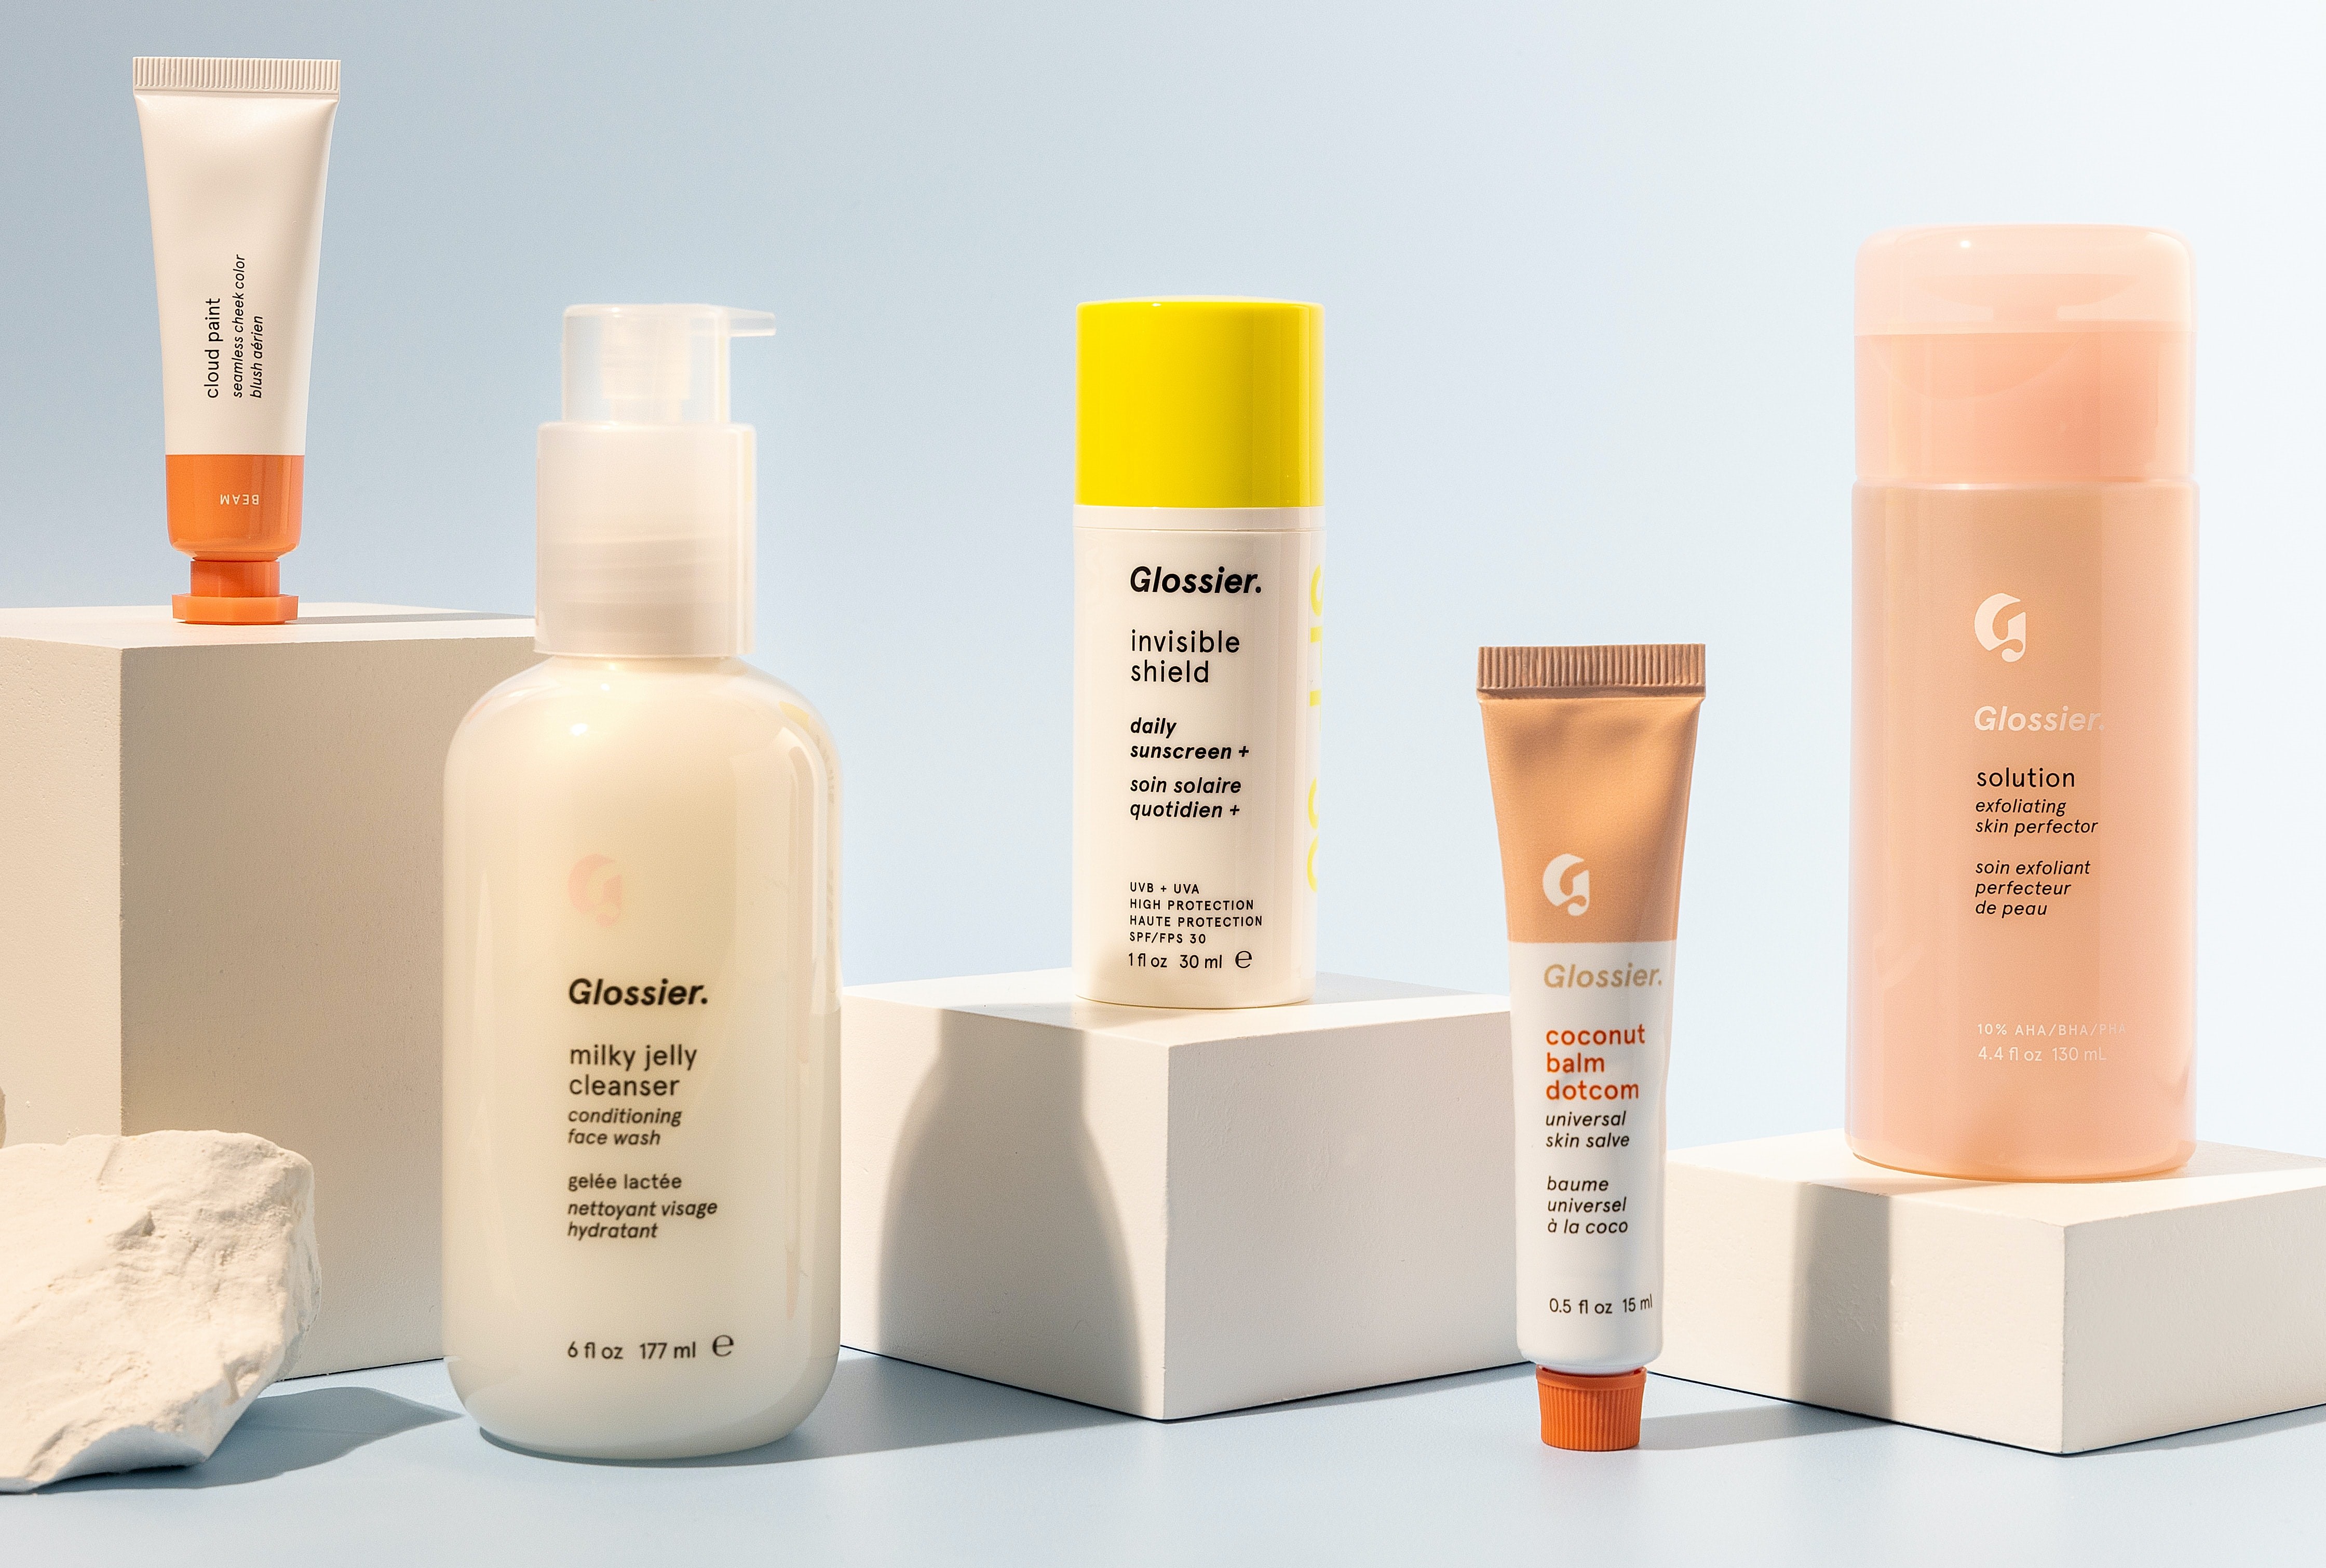 cloud paint
seamless cheek color
blush aérien
BEAM
Glossier.
milky jelly
cleanser
conditioning
face wash
gelée lactée
nettoyant visage
hydratant
6 fl oz 177 ml ℮
Glossier.
invisible
shield
daily
sunscreen +
soin solaire
quotidien +
UVB + UVA
HIGH PROTECTION
HAUTE PROTECTION
SPF/FPS 30
1 fl oz 30 ml ℮
G
Glossier.
coconut
balm
dotcom
universal
skin salve
baume
universel
à la coco
0.5 fl oz 15 ml
G
Glossier.
solution
exfoliating
skin perfector
soin exfoliant
perfecteur
de peau
10% AHA/BHA/PHA
4.4 fl oz 130 mL